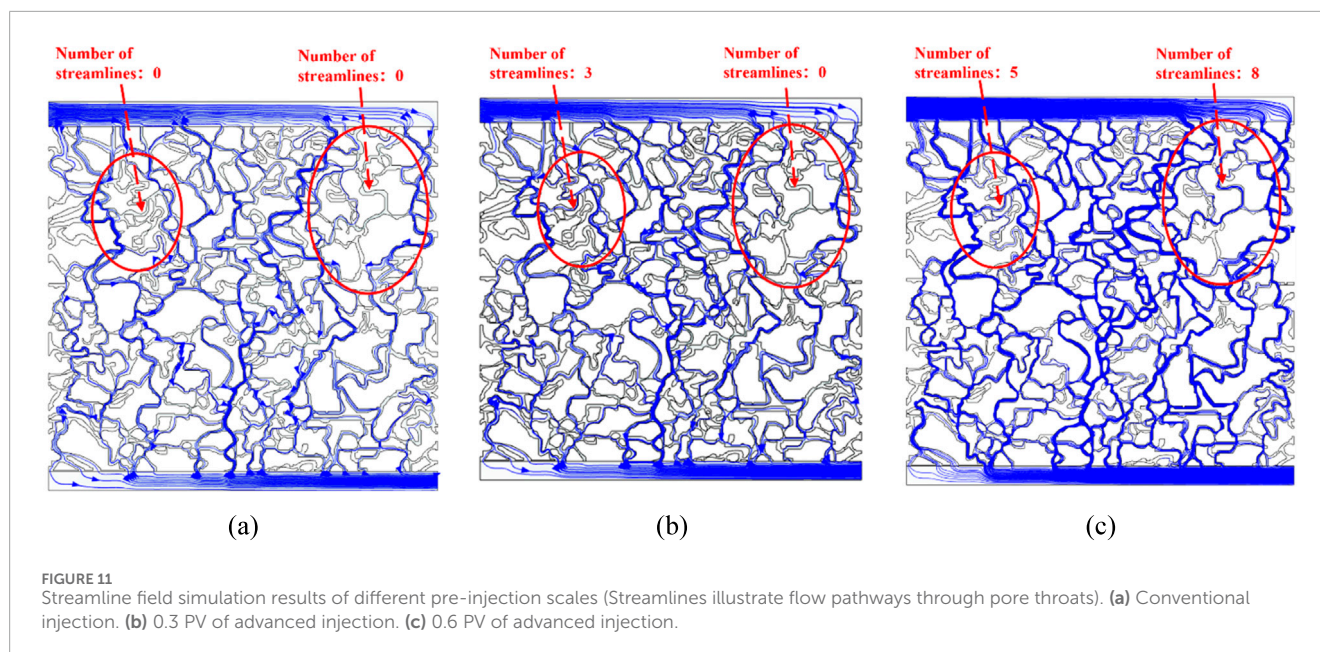 Number of
streamlines: 0
Number of
streamlines: 0
Number of
streamlines: 3
Number of
streamlines: 0
Number of
streamlines: 5
Number of
streamlines: 8
(a)
(b)
(c)
FIGURE 11
Streamline field simulation results of different pre-injection scales (Streamlines illustrate flow pathways through pore throats). (a) Conventional
injection. (b) 0.3 PV of advanced injection. (c) 0.6 PV of advanced injection.